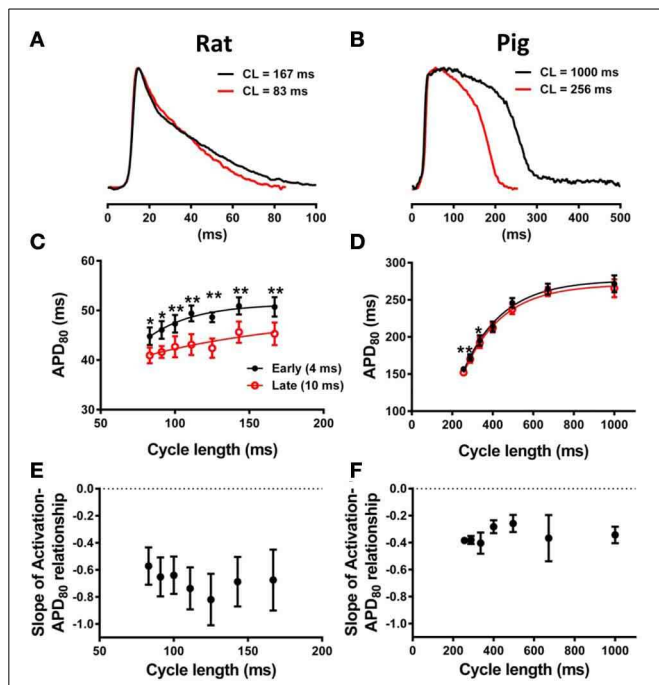 A Rat
CL = 167 ms
CL = 83 ms
0 20 40 60 80 100
(ms)
B Pig
CL = 1000 ms
CL = 256 ms
0 100 200 300 400 500
(ms)
C
APD80 (ms)
60
50
40
30
* * ** ** ** ** **
Early (4 ms)
Late (10 ms)
50 100 150 200
Cycle length (ms)
D
APD80 (ms)
300
250
200
150
100
** *
0 200 400 600 800 1000
Cycle length (ms)
E
Slope of Activation-
APD80 relationship
0.0
-0.2
-0.4
-0.6
-0.8
-1.0
50 100 150 200
Cycle length (ms)
F
Slope of Activation-
APD80 relationship
0.0
-0.2
-0.4
-0.6
-0.8
-1.0
0 200 400 600 800 1000
Cycle length (ms)